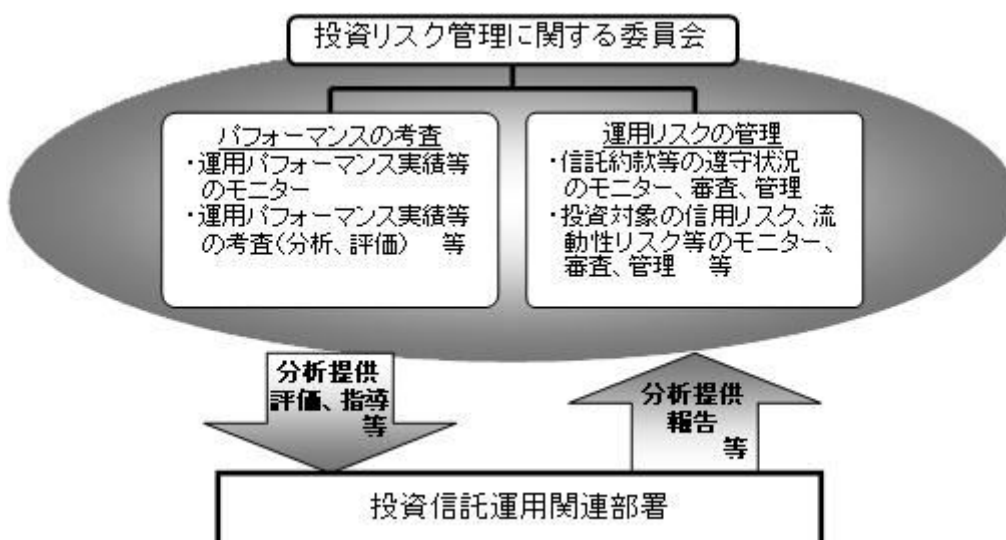 投資リスク管理に関する委員会
パフォーマンスの考査
・運用パフォーマンス実績等
のモニター
・運用パフォーマンス実績等
の考査(分析、評価)　等
運用リスクの管理
・信託約款等の遵守状況
のモニター、審査、管理
・投資対象の信用リスク、流
動性リスク等のモニター、
審査、管理　等
分析提供
評価、指導
等
分析提供
報告
等
投資信託運用関連部署